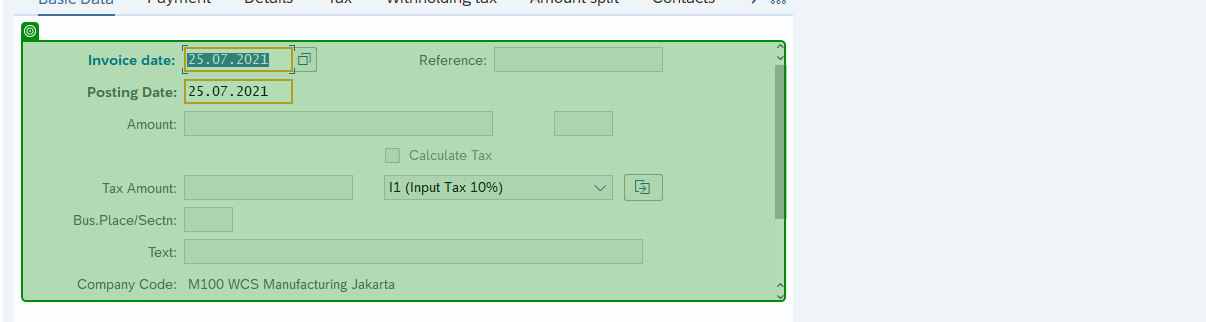 Basic Data Payment Details Tax Withholding tax Amount split Contacts
Invoice date: 25.07.2021 Reference:
Posting Date: 25.07.2021
Amount:
Calculate Tax
Tax Amount: I1 (Input Tax 10%)
Bus.Place/Sectn:
Text:
Company Code: M100 WCS Manufacturing Jakarta